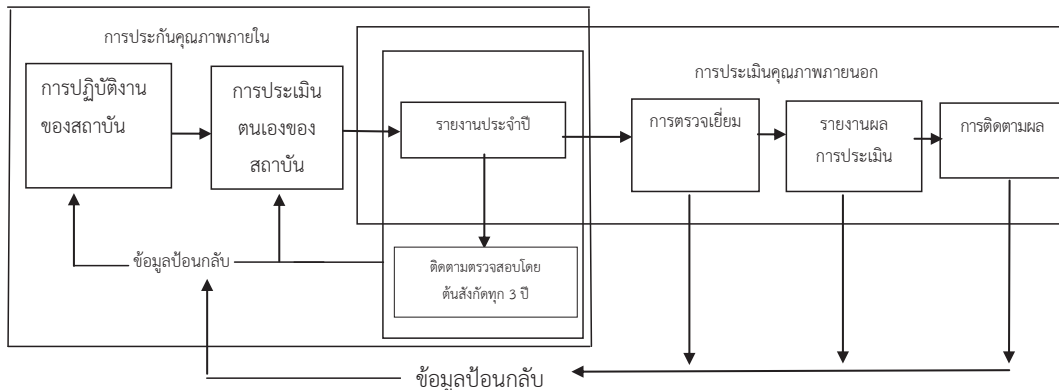 การประกันคุณภาพภายใน
การประเมินคุณภาพภายนอก
การปฏิบัติงาน
ของสถาบัน
การประเมิน
ตนเองของ
สถาบัน
รายงานประจำปี
การตรวจเยี่ยม
รายงานผล
การประเมิน
การติดตามผล
ข้อมูลป้อนกลับ
ติดตามตรวจสอบโดย
ต้นสังกัดทุก 3 ปี
ข้อมูลป้อนกลับ